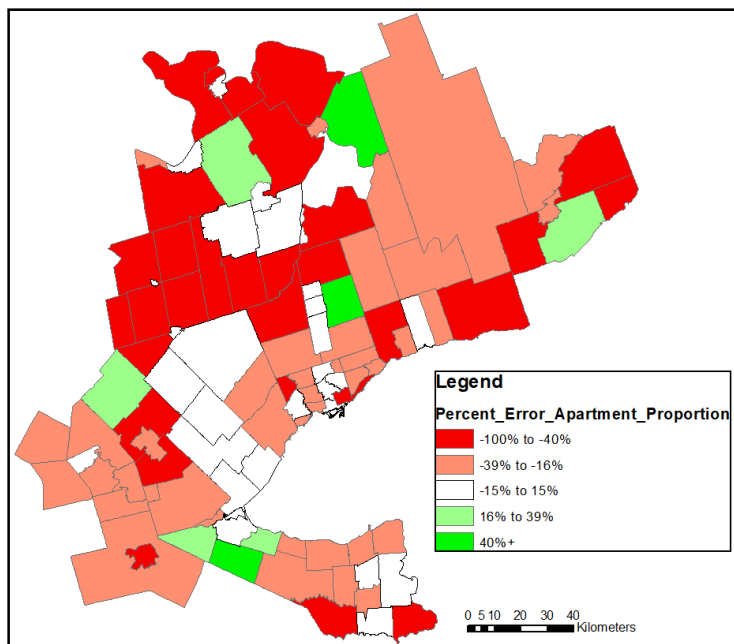 Legend
Percent_Error_Apartment_Proportion
-100% to -40%
-39% to -16%
-15% to 15%
16% to 39%
40%+
0 5 10 20 30 40
Kilometers